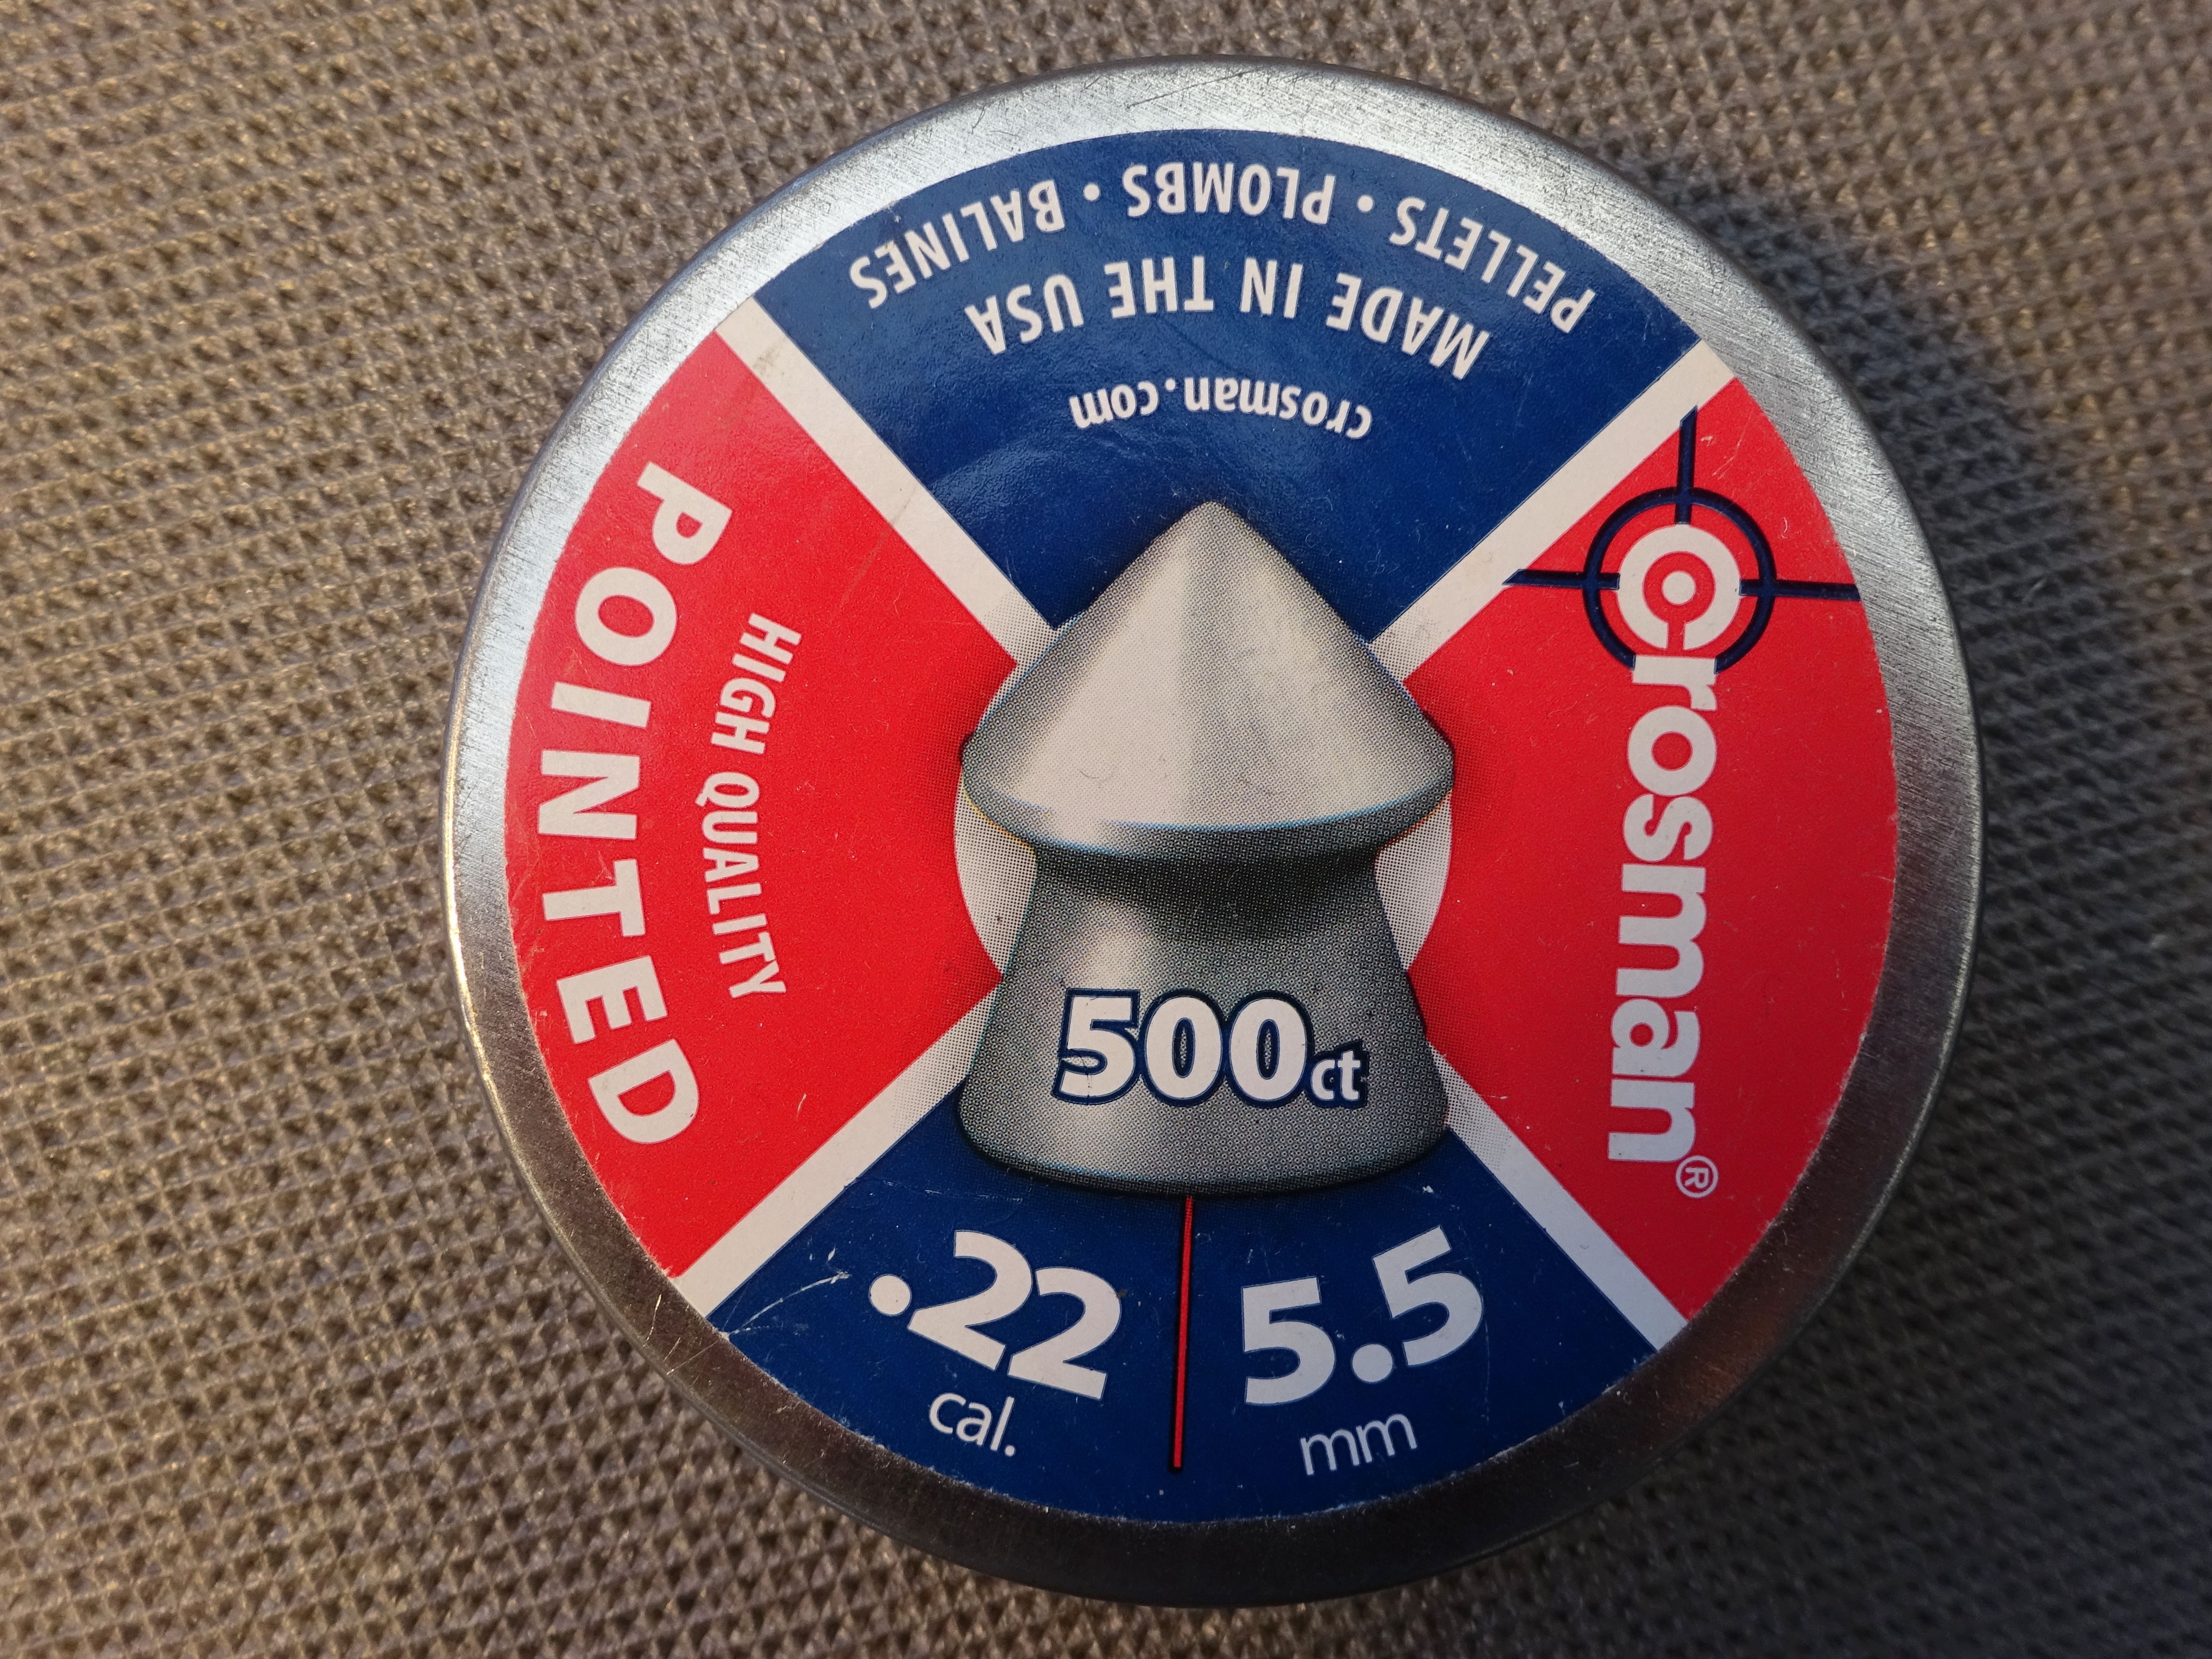 PELLETS • PLOMBS • BALINES
MADE IN THE USA
crosman.com
POINTED
HIGH QUALITY
Crosman®
500ct
.22
cal.
5.5
mm